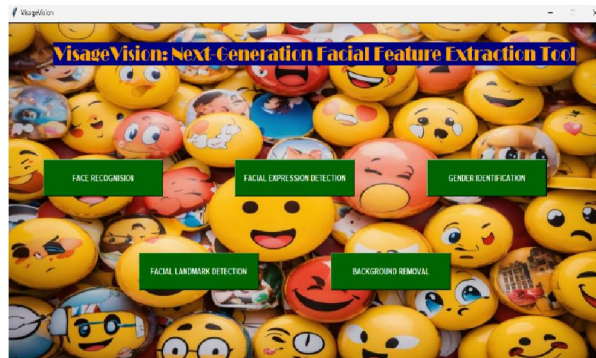 VisageVision
VisageVision: Next-Generation Facial Feature Extraction Tool
FACE RECOGNISION
FACIAL EXPRESSION DETECTION
GENDER IDENTIFICATION
FACIAL LANDMARK DETECTION
BACKGROUND REMOVAL